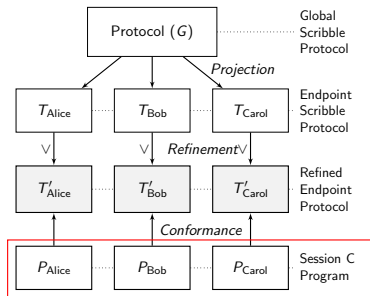 Protocol (G)
Global
Scribble
Protocol
Projection
T_Alice
T_Bob
T_Carol
Endpoint
Scribble
Protocol
∨ ∨ Refinement ∨
T′_Alice
T′_Bob
T′_Carol
Refined
Endpoint
Protocol
Conformance
P_Alice
P_Bob
P_Carol
Session C
Program